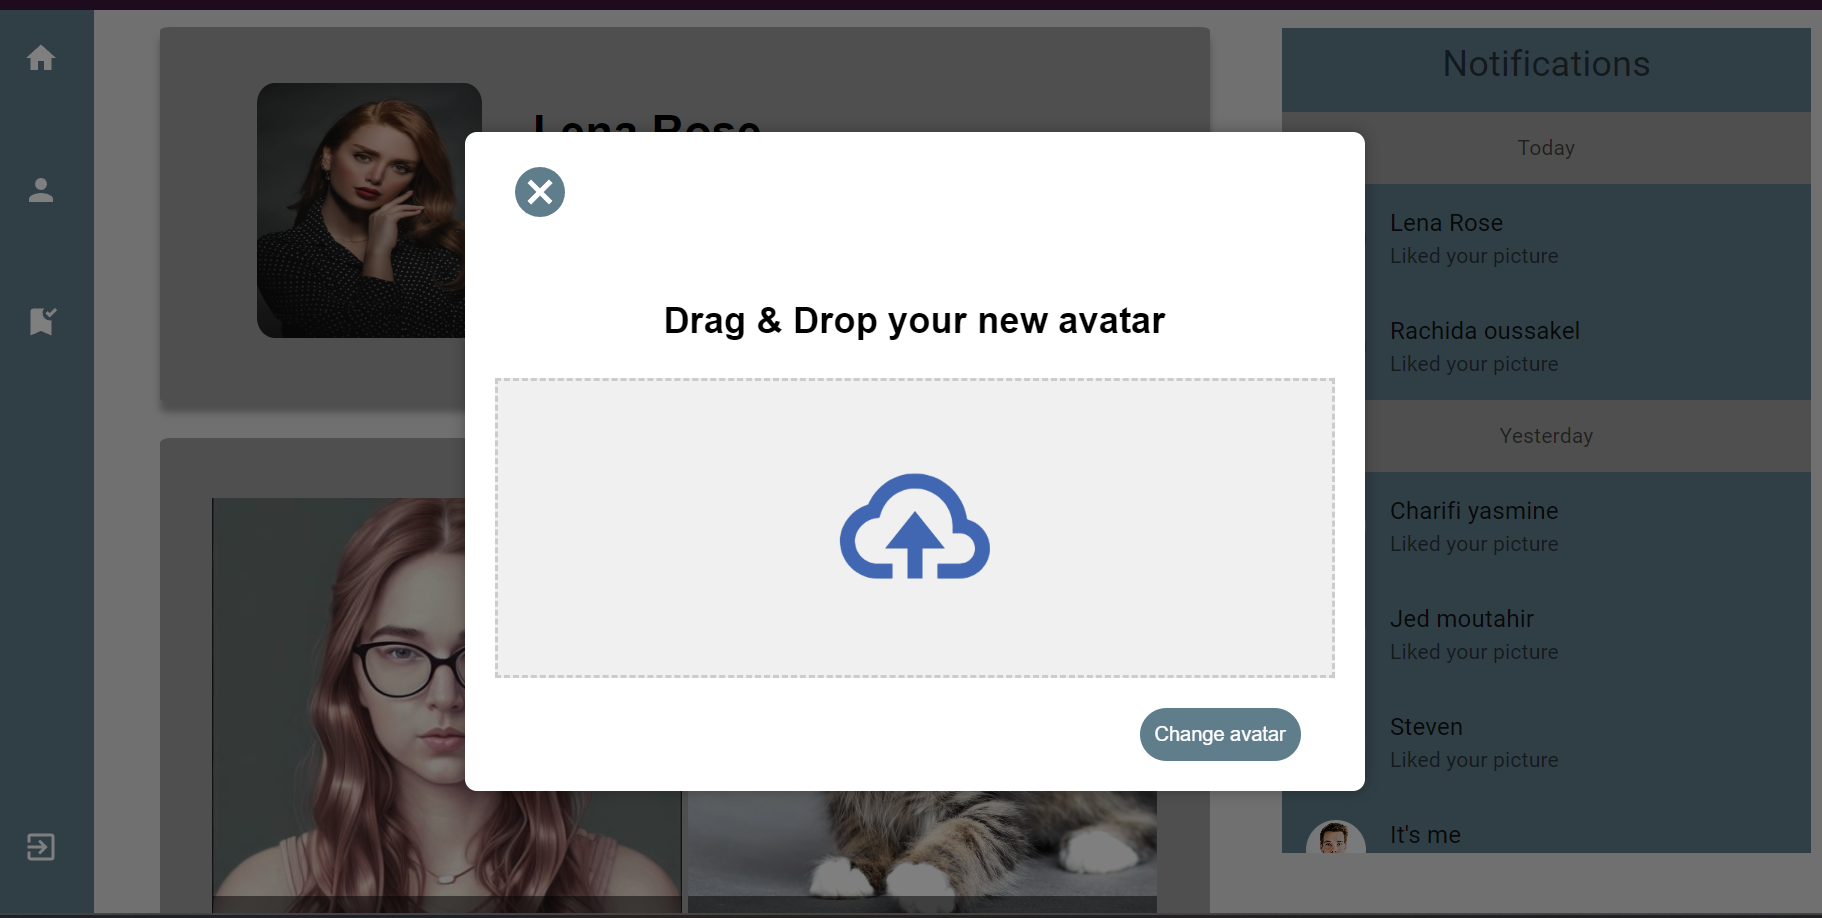 Lena Rose
Drag & Drop your new avatar
Change avatar
Notifications
Today
Lena Rose
Liked your picture
Rachida oussakel
Liked your picture
Yesterday
Charifi yasmine
Liked your picture
Jed moutahir
Liked your picture
Steven
Liked your picture
It's me